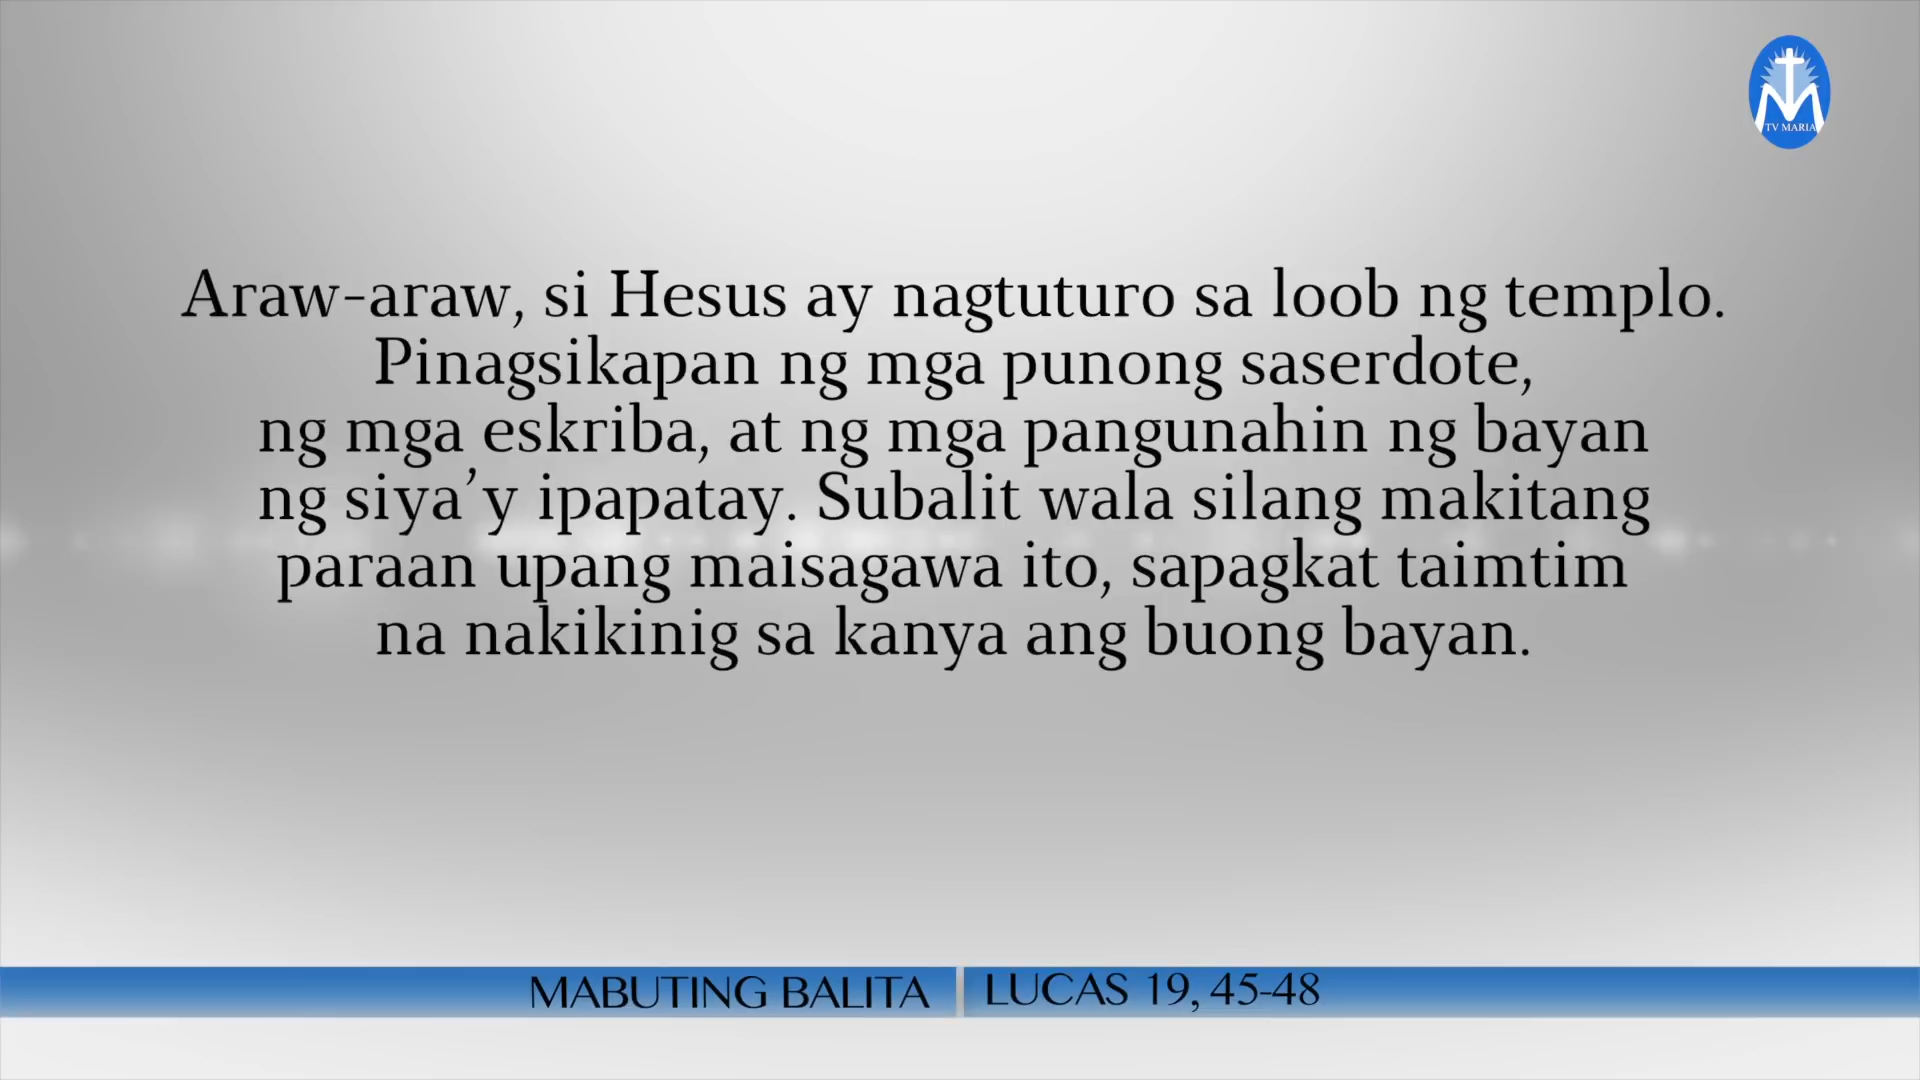 TV MARIA
Araw-araw, si Hesus ay nagtuturo sa loob ng templo.
Pinagsikapan ng mga punong saserdote,
ng mga eskriba, at ng mga pangunahin ng bayan
ng siya’y ipapatay. Subalit wala silang makitang
paraan upang maisagawa ito, sapagkat taimtim
na nakikinig sa kanya ang buong bayan.
MABUTING BALITA
LUCAS 19, 45-48